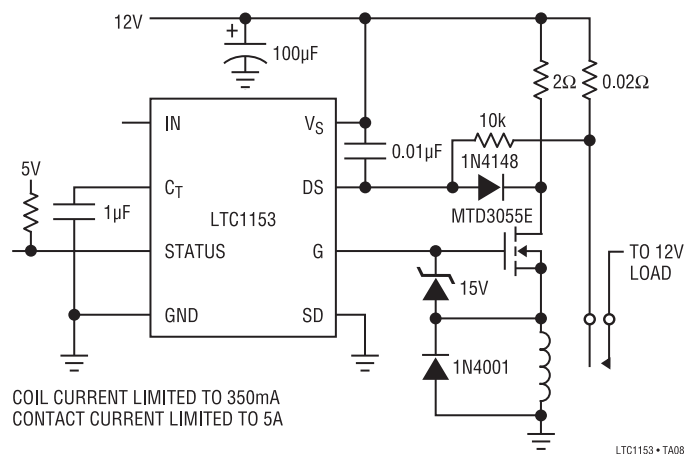 12V
+
100µF
2Ω
0.02Ω
10k
IN
VS
0.01µF
1N4148
5V
CT
1µF
DS
LTC1153
MTD3055E
STATUS
G
TO 12V
LOAD
15V
GND
SD
1N4001
COIL CURRENT LIMITED TO 350mA
CONTACT CURRENT LIMITED TO 5A
LTC1153 • TA08